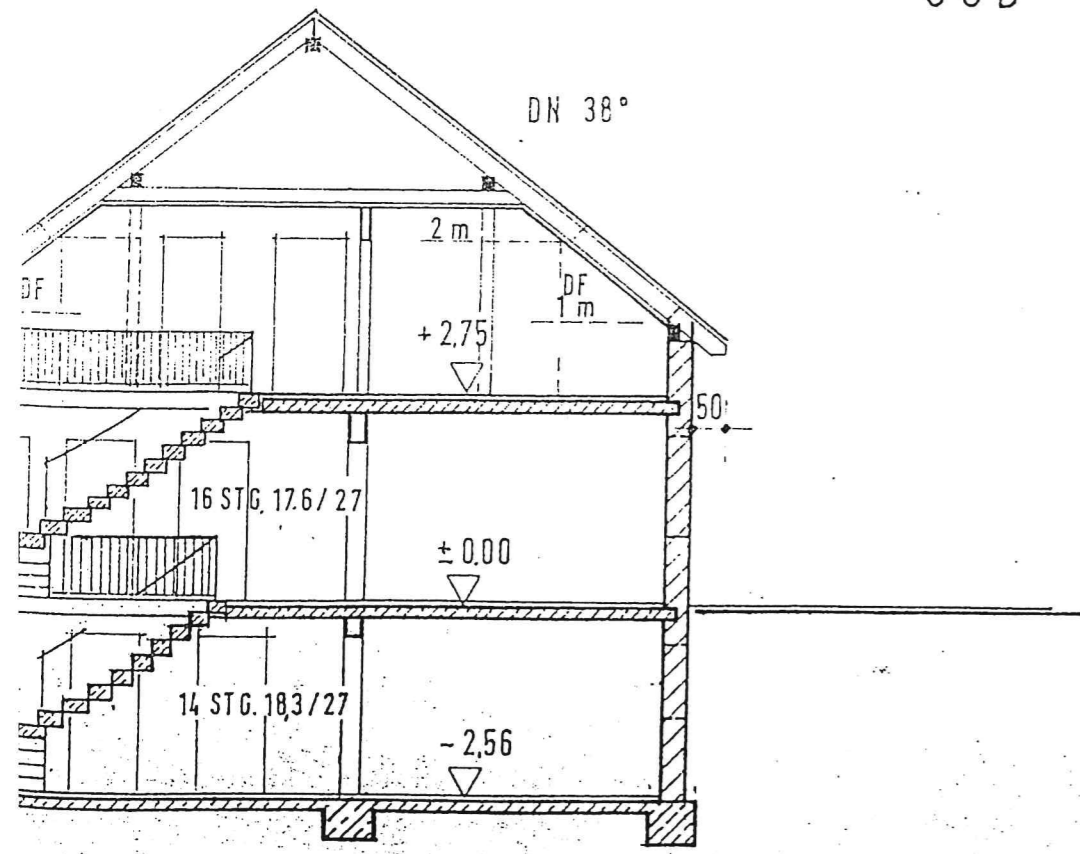 DN 38°
2 m
DF
DF
1 m
+ 2,75
50
16 STG. 17.6 / 27
± 0.00
14 STG. 18,3 / 27
- 2,56